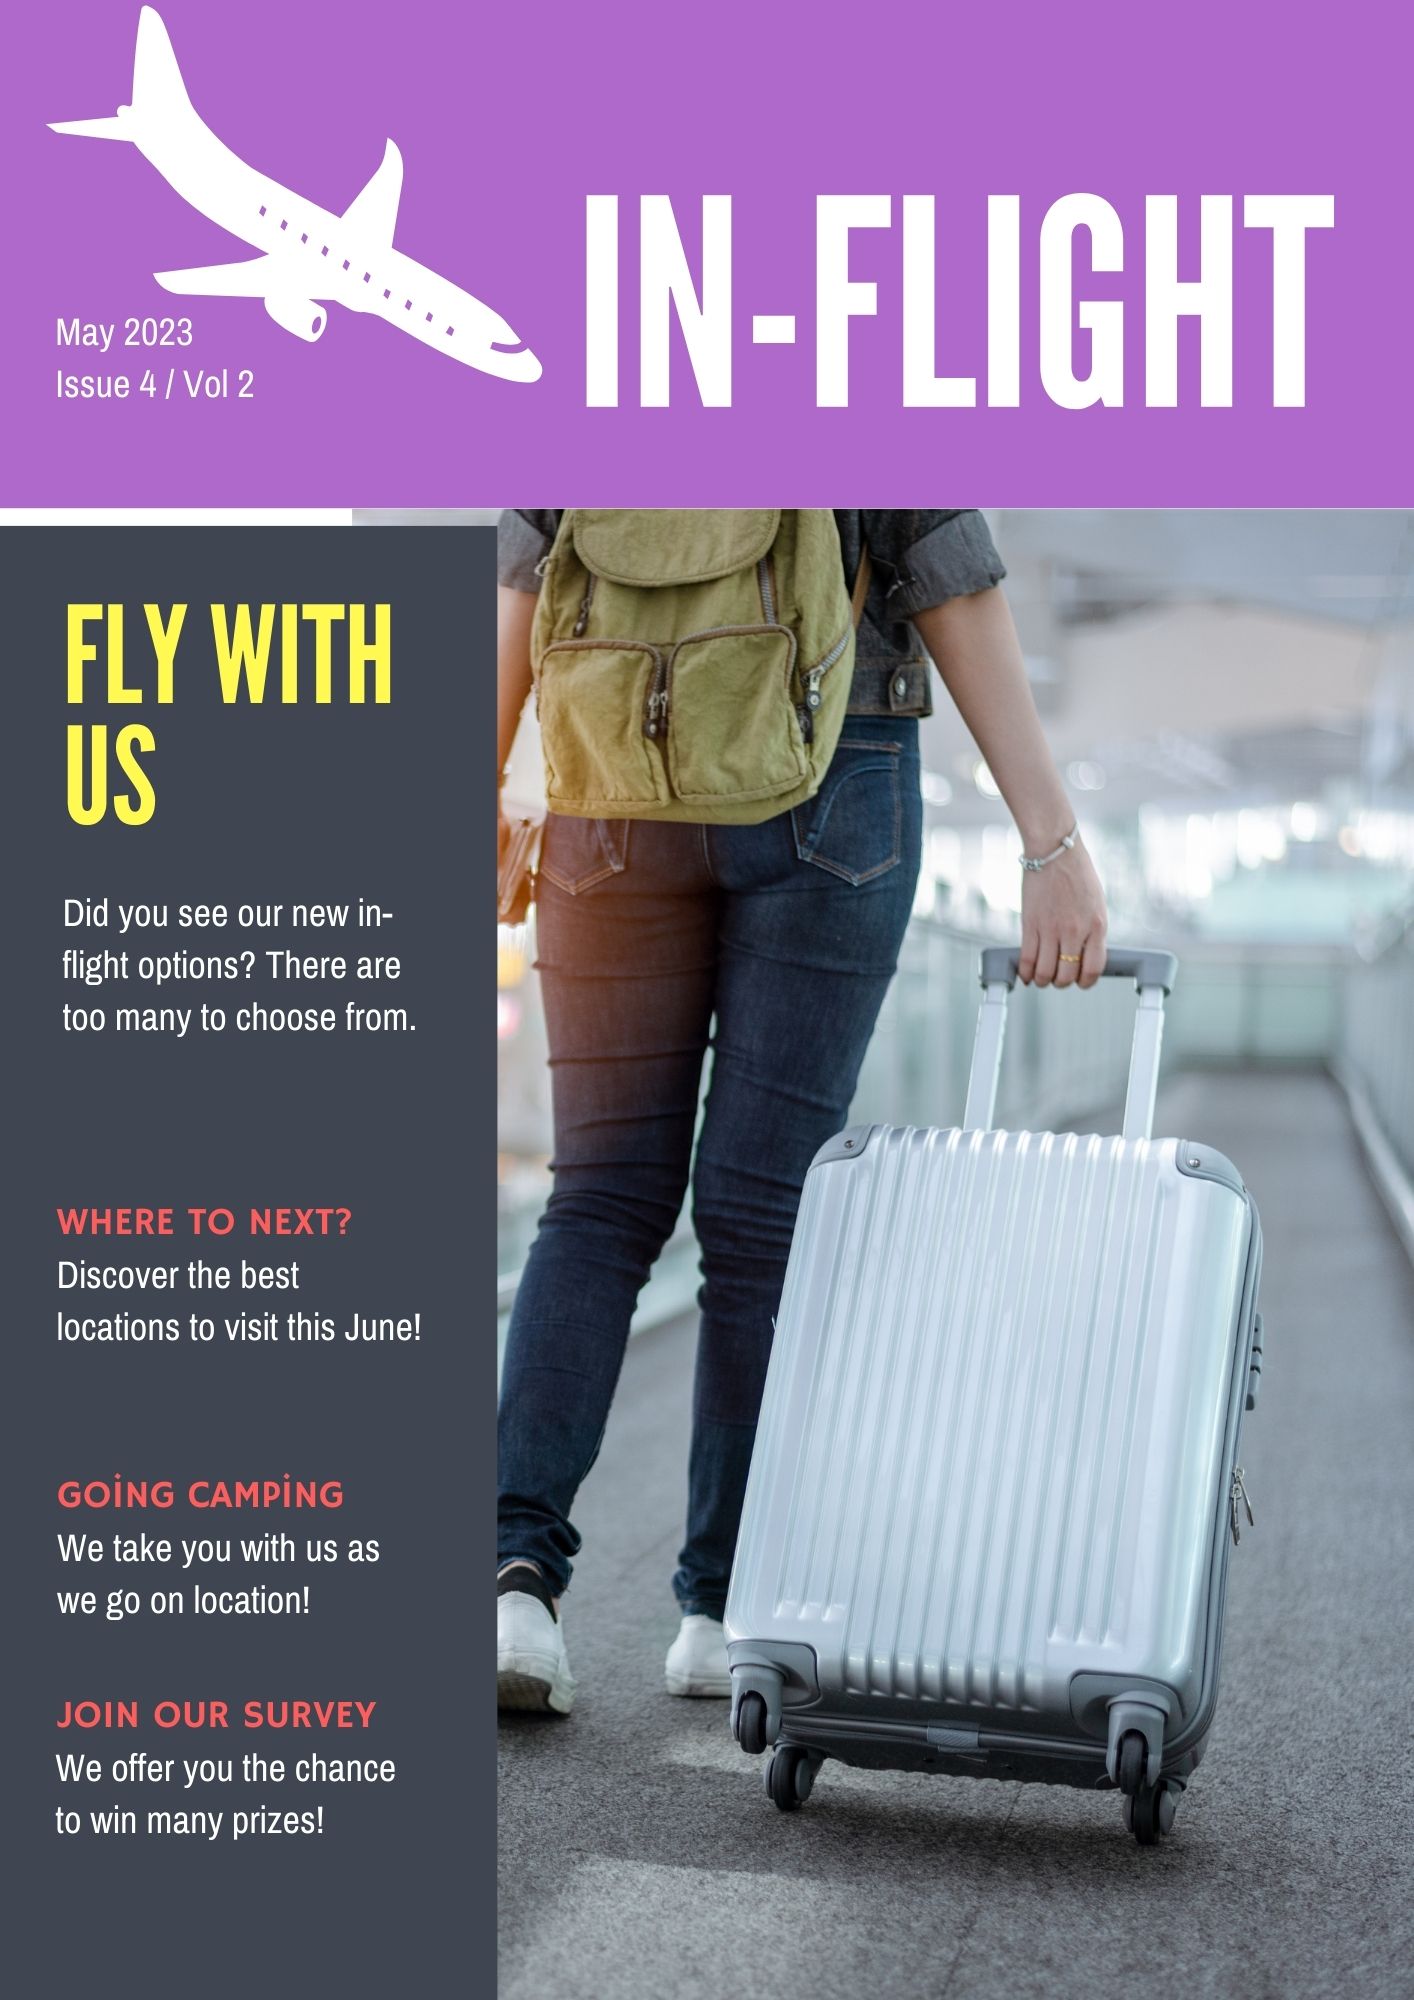 IN-FLIGHT
May 2023
Issue 4 / Vol 2
FLY WITH
US
Did you see our new in-
flight options? There are
too many to choose from.
WHERE TO NEXT?
Discover the best
locations to visit this June!
GOİNG CAMPİNG
We take you with us as
we go on location!
JOIN OUR SURVEY
We offer you the chance
to win many prizes!